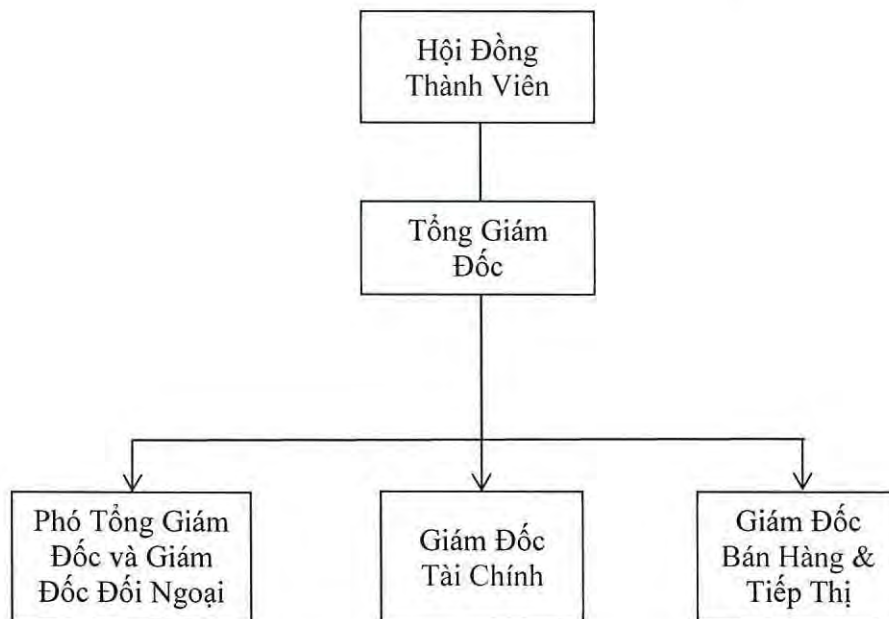 Hội Đồng
Thành Viên
Tổng Giám
Đốc
Phó Tổng Giám
Đốc và Giám
Đốc Đối Ngoại
Giám Đốc
Tài Chính
Giám Đốc
Bán Hàng &
Tiếp Thị